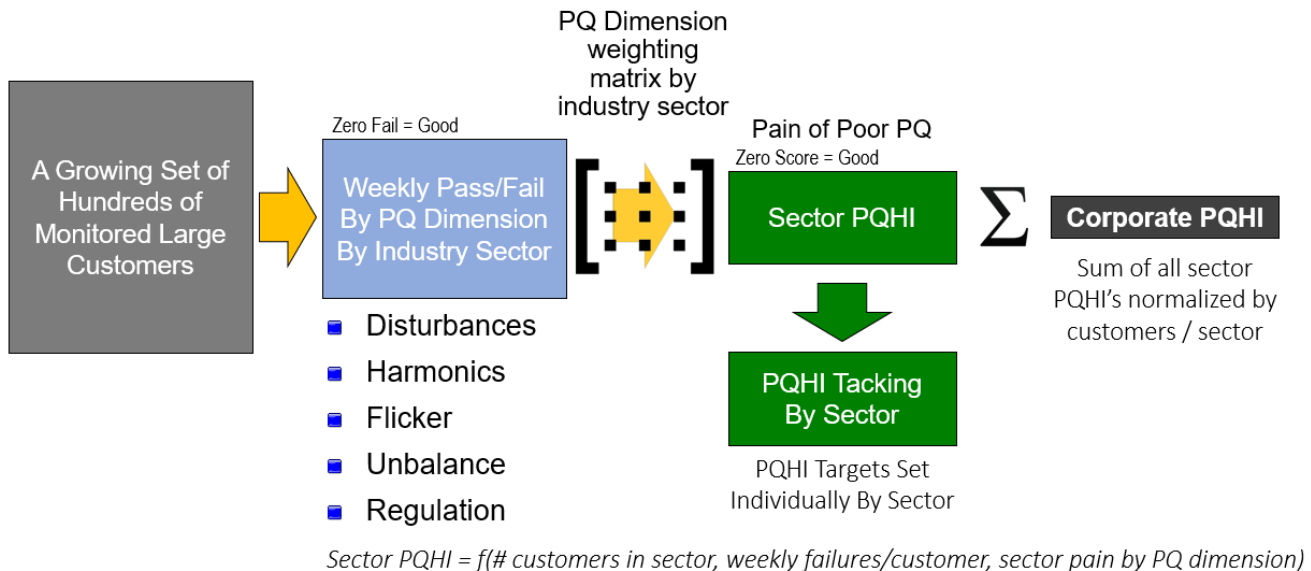 PQ Dimension
weighting
matrix by
industry sector
A Growing Set of
Hundreds of
Monitored Large
Customers
Zero Fail = Good
Weekly Pass/Fail
By PQ Dimension
By Industry Sector
Disturbances
Harmonics
Flicker
Unbalance
Regulation
Pain of Poor PQ
Zero Score = Good
Sector PQHI
PQHI Tacking
By Sector
PQHI Targets Set
Individually By Sector
Σ
Corporate PQHI
Sum of all sector
PQHI's normalized by
customers / sector
Sector PQHI = f(# customers in sector, weekly failures/customer, sector pain by PQ dimension)